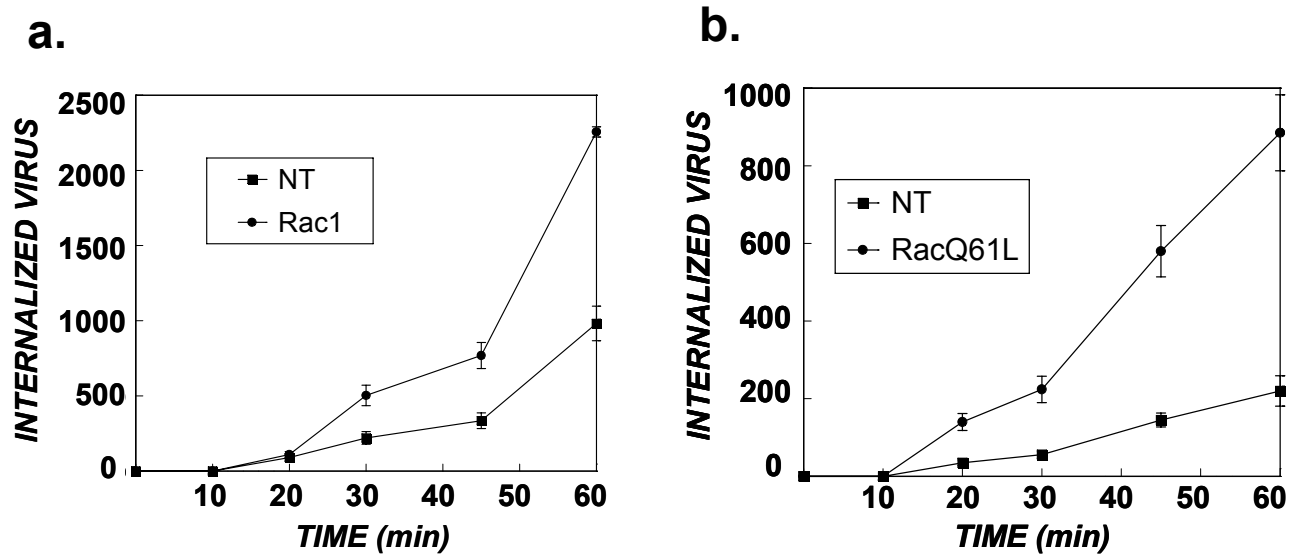 a.
INTERNALIZED VIRUS
2500
2000
1500
1000
500
0
NT
Rac1
10 20 30 40 50 60
TIME (min)
b.
INTERNALIZED VIRUS
1000
800
600
400
200
0
NT
RacQ61L
10 20 30 40 50 60
TIME (min)